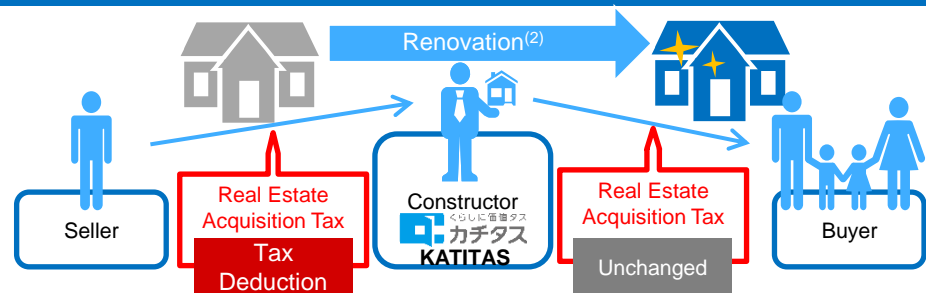 Renovation(2)
Seller
Real Estate
Acquisition Tax
Tax
Deduction
Constructor
くらしに価値タス
カチタス
KATITAS
Real Estate
Acquisition Tax
Unchanged
Buyer